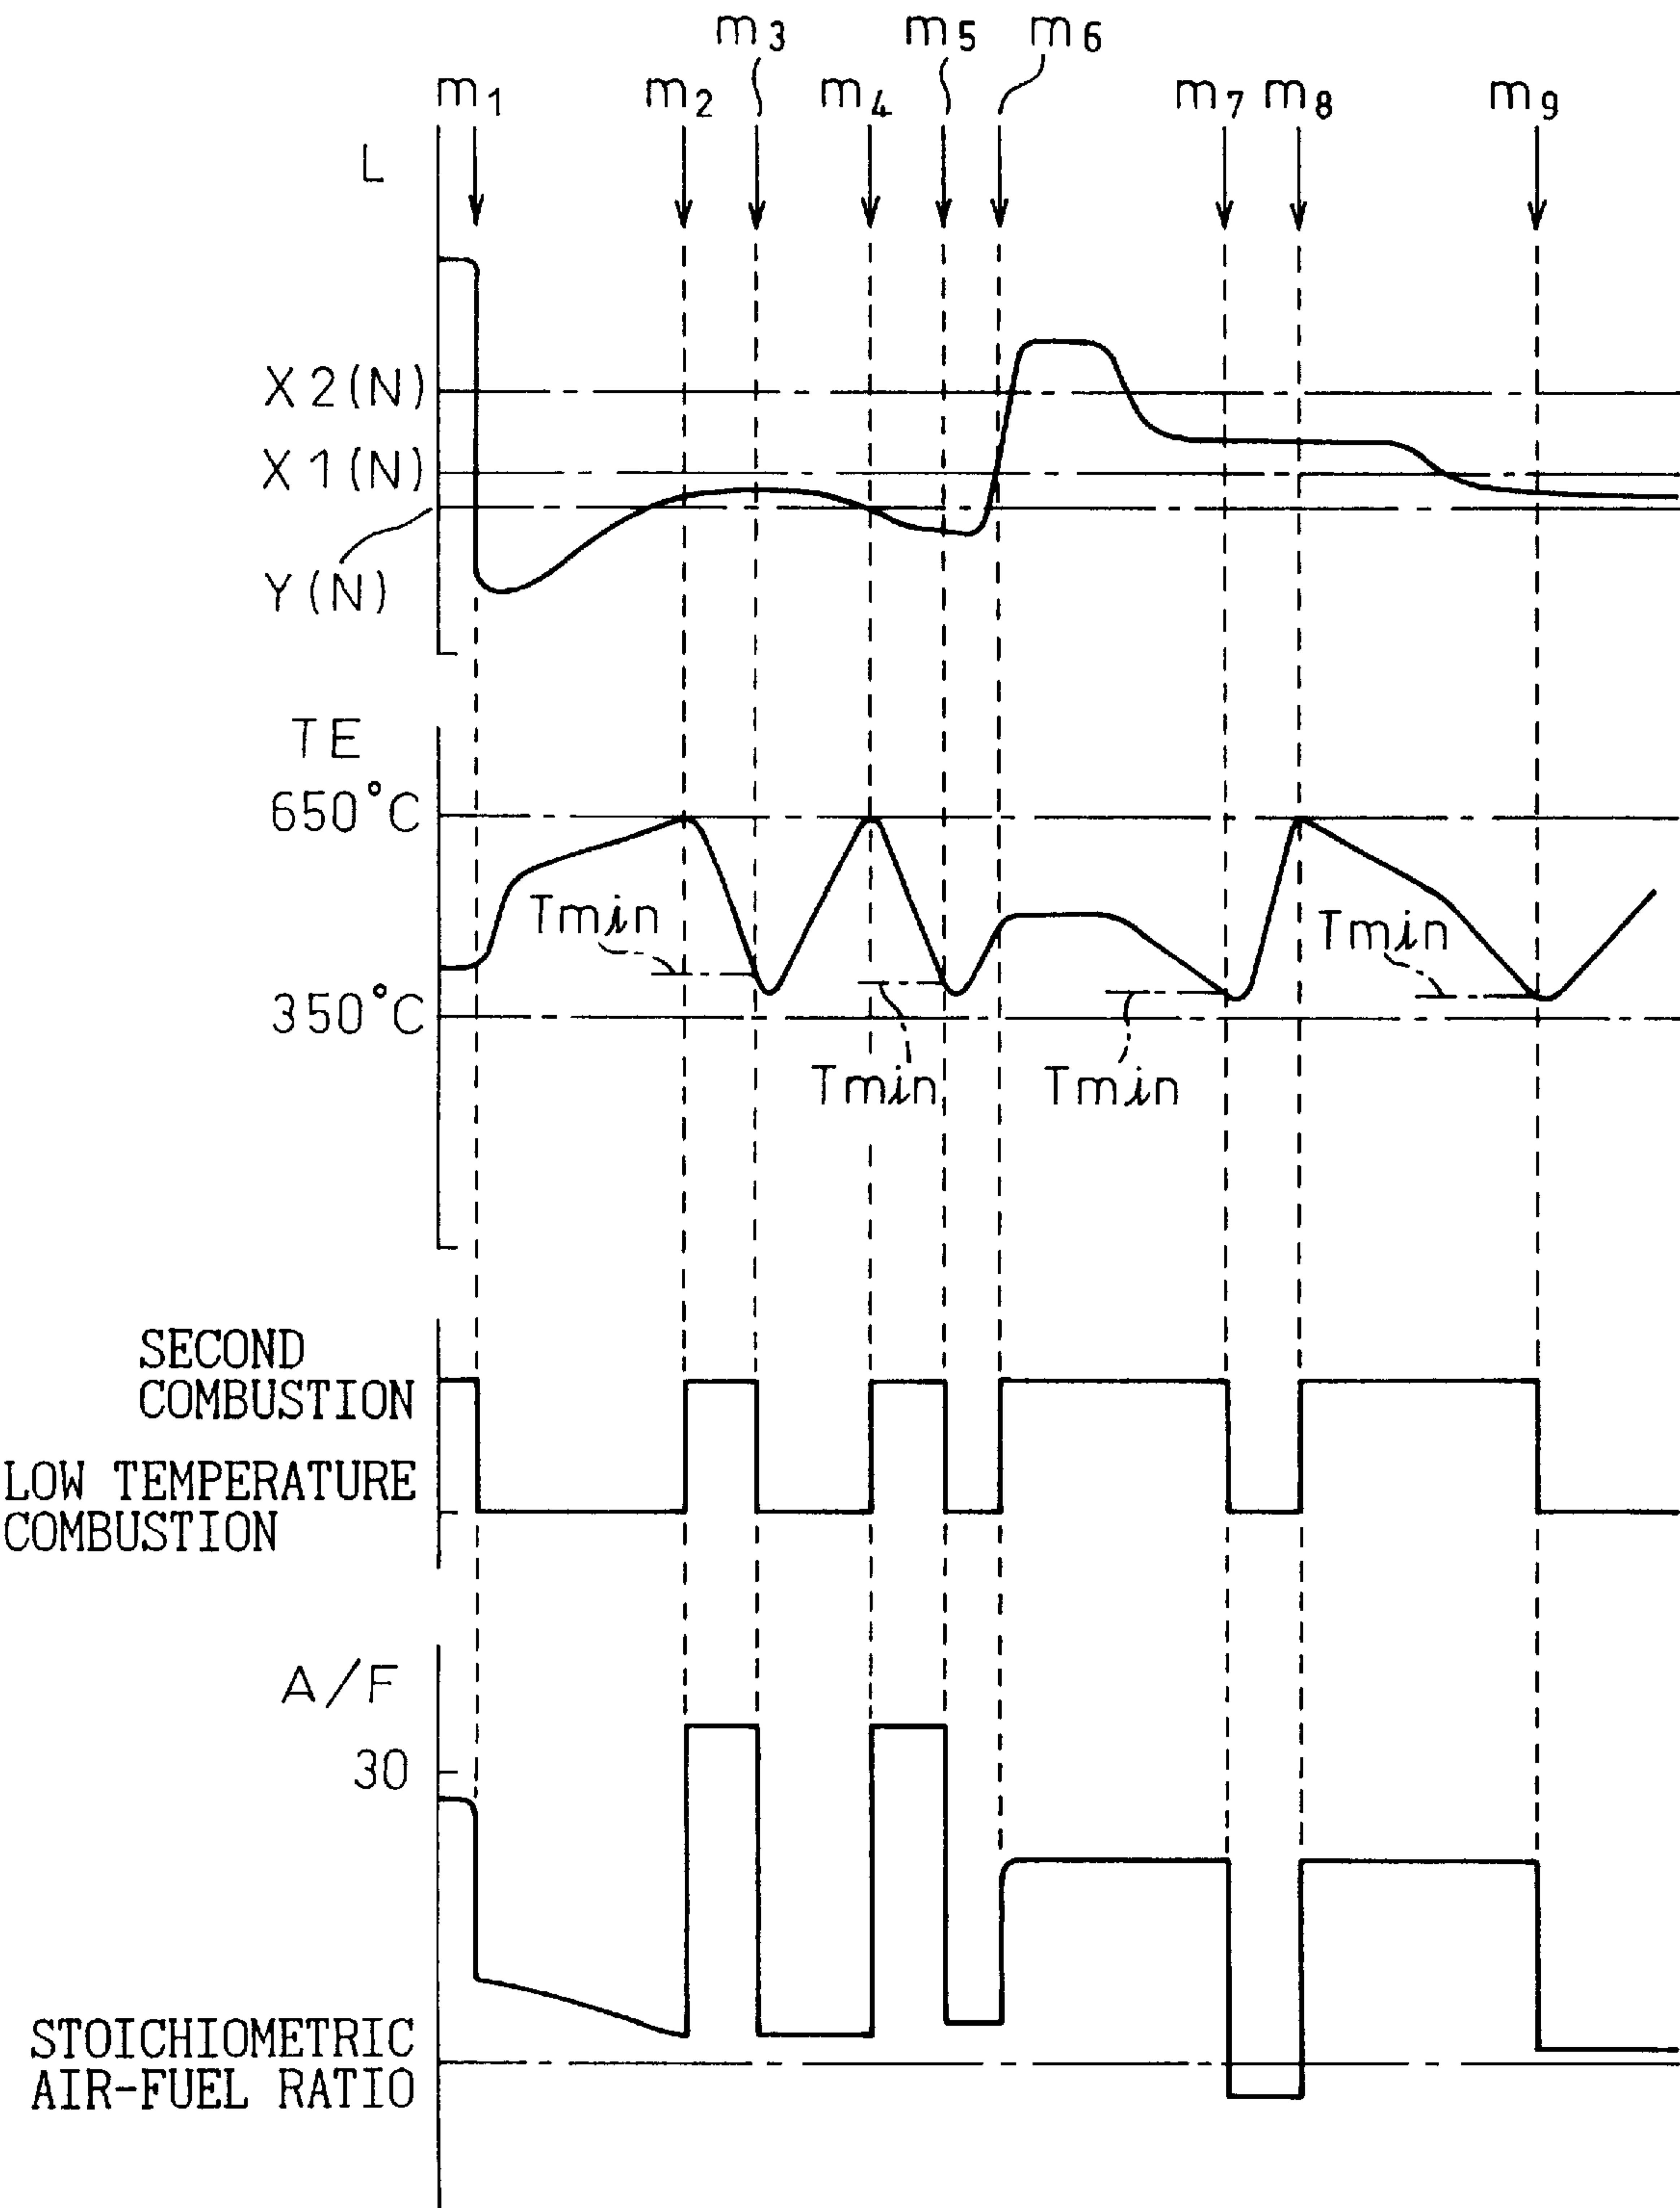 m3 m5 m6
m1 m2 m4 m7 m8 m9
L
X2(N)
X1(N)
Y(N)
TE
650°C
Tmin
Tmin
350°C
Tmin
Tmin
SECOND
COMBUSTION
LOW TEMPERATURE
COMBUSTION
A/F
30
STOICHIOMETRIC
AIR-FUEL RATIO